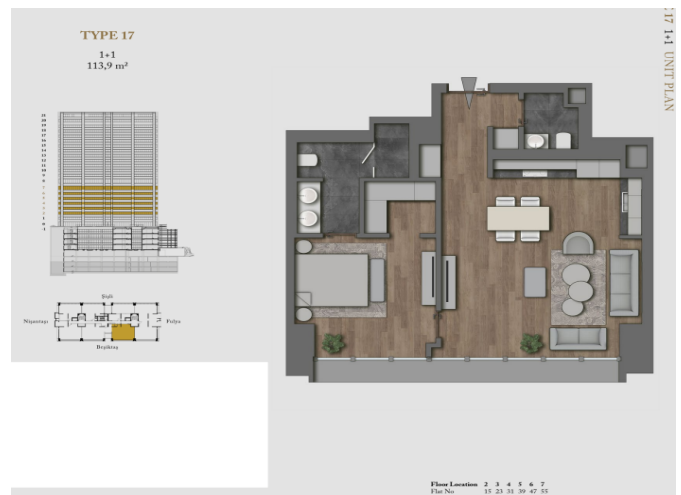 TYPE 17
1+1
113,9 m²
17 1+1 UNIT PLAN
Şişli
Nişantaşı
Fulya
Beşiktaş
Floor Location 2 3 4 5 6 7
Flat No 15 23 31 39 47 55